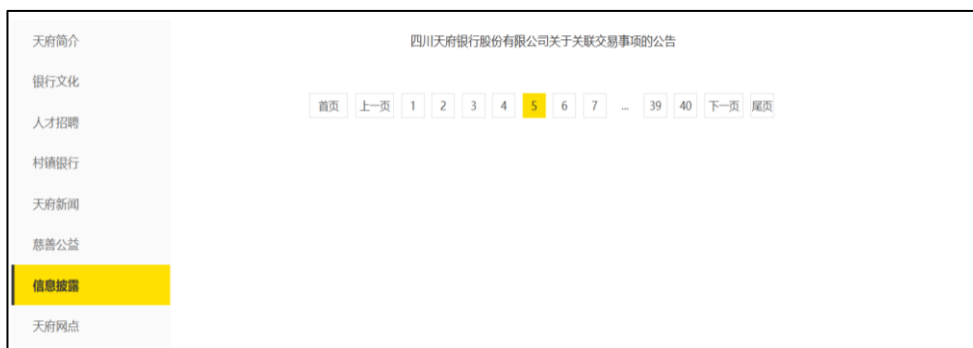 天府简介
银行文化
人才招聘
村镇银行
天府新闻
慈善公益
信息披露
天府网点
四川天府银行股份有限公司关于关联交易事项的公告
首页 上一页 1 2 3 4 5 6 7 ... 39 40 下一页 尾页